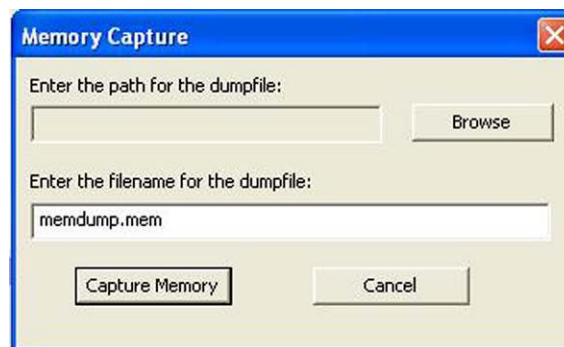 Memory Capture
Enter the path for the dumpfile:
Browse
Enter the filename for the dumpfile:
memdump.mem
Capture Memory
Cancel